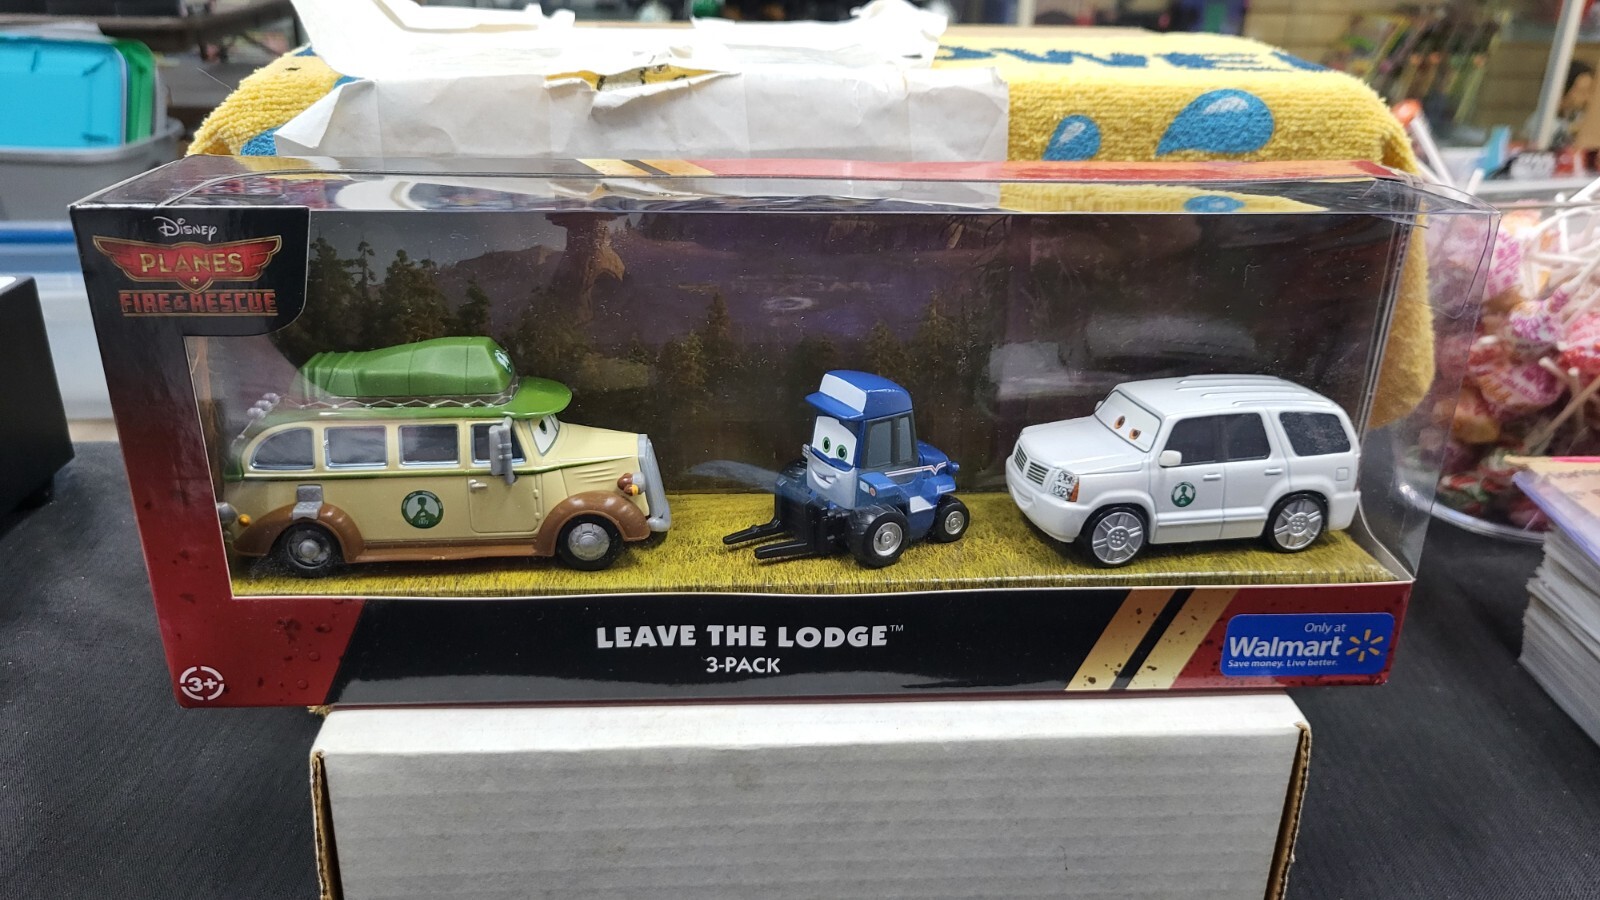 Disney
PLANES
FIRE & RESCUE
LEAVE THE LODGE™
3-PACK
3+
Only at
Walmart
Save money. Live better.